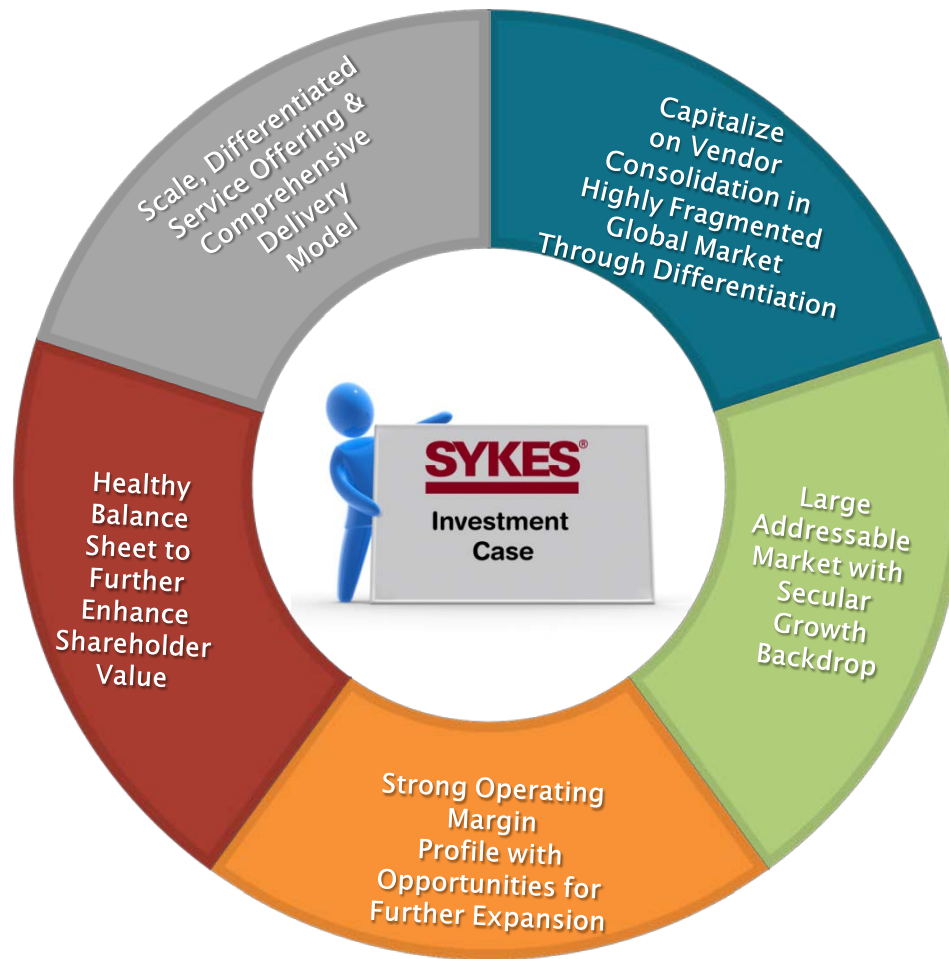 Scale, Differentiated
Service Offering &
Comprehensive
Delivery
Model
Capitalize
on Vendor
Consolidation in
Highly Fragmented
Global Market
Through Differentiation
Healthy
Balance
Sheet to
Further
Enhance
Shareholder
Value
SYKES®
Investment
Case
Large
Addressable
Market with
Secular
Growth
Backdrop
Strong Operating
Margin
Profile with
Opportunities for
Further Expansion